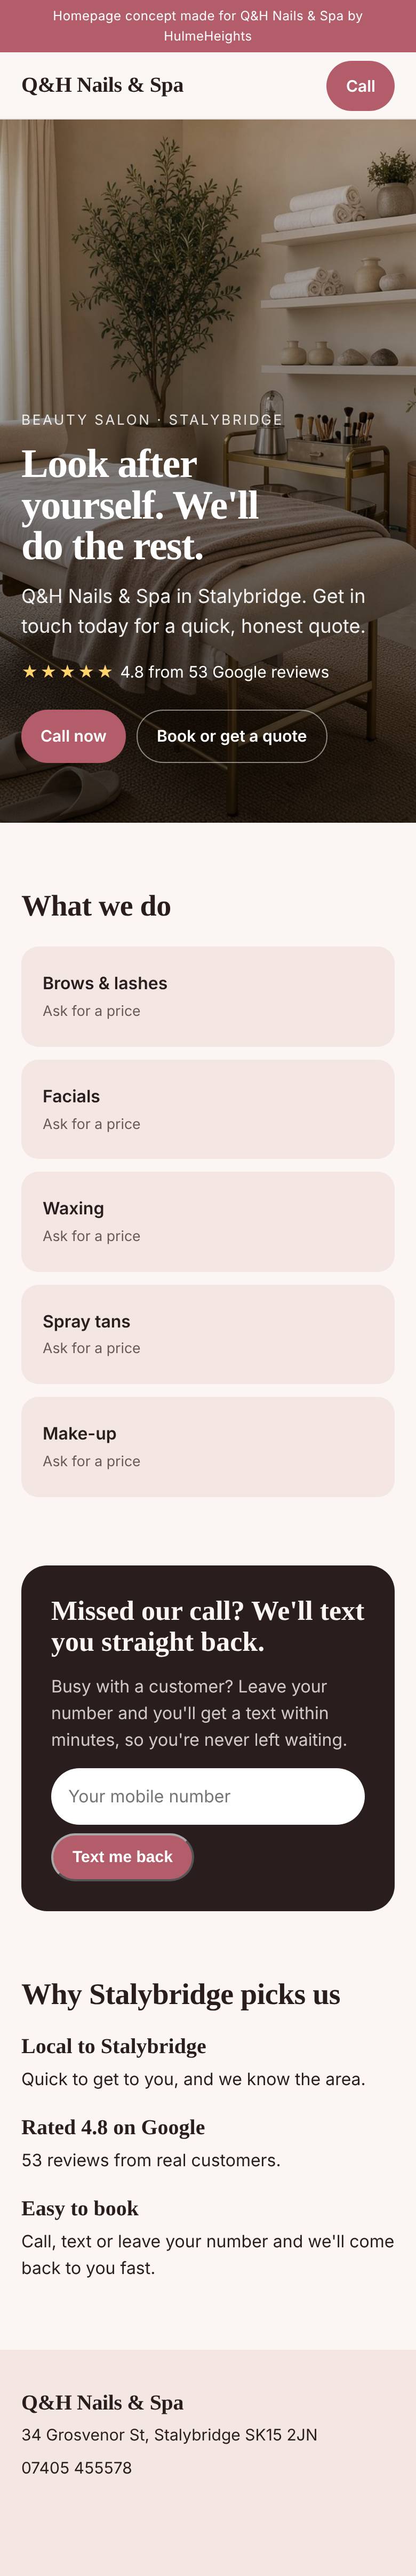 Homepage concept made for Q&H Nails & Spa by
HulmeHeights
Q&H Nails & Spa
Call
BEAUTY SALON · STALYBRIDGE
Look after
yourself. We'll
do the rest.
Q&H Nails & Spa in Stalybridge. Get in
touch today for a quick, honest quote.
★★★★★ 4.8 from 53 Google reviews
Call now
Book or get a quote
What we do
Brows & lashes
Ask for a price
Facials
Ask for a price
Waxing
Ask for a price
Spray tans
Ask for a price
Make-up
Ask for a price
Missed our call? We'll text
you straight back.
Busy with a customer? Leave your
number and you'll get a text within
minutes, so you're never left waiting.
Your mobile number
Text me back
Why Stalybridge picks us
Local to Stalybridge
Quick to get to you, and we know the area.
Rated 4.8 on Google
53 reviews from real customers.
Easy to book
Call, text or leave your number and we'll come
back to you fast.
Q&H Nails & Spa
34 Grosvenor St, Stalybridge SK15 2JN
07405 455578